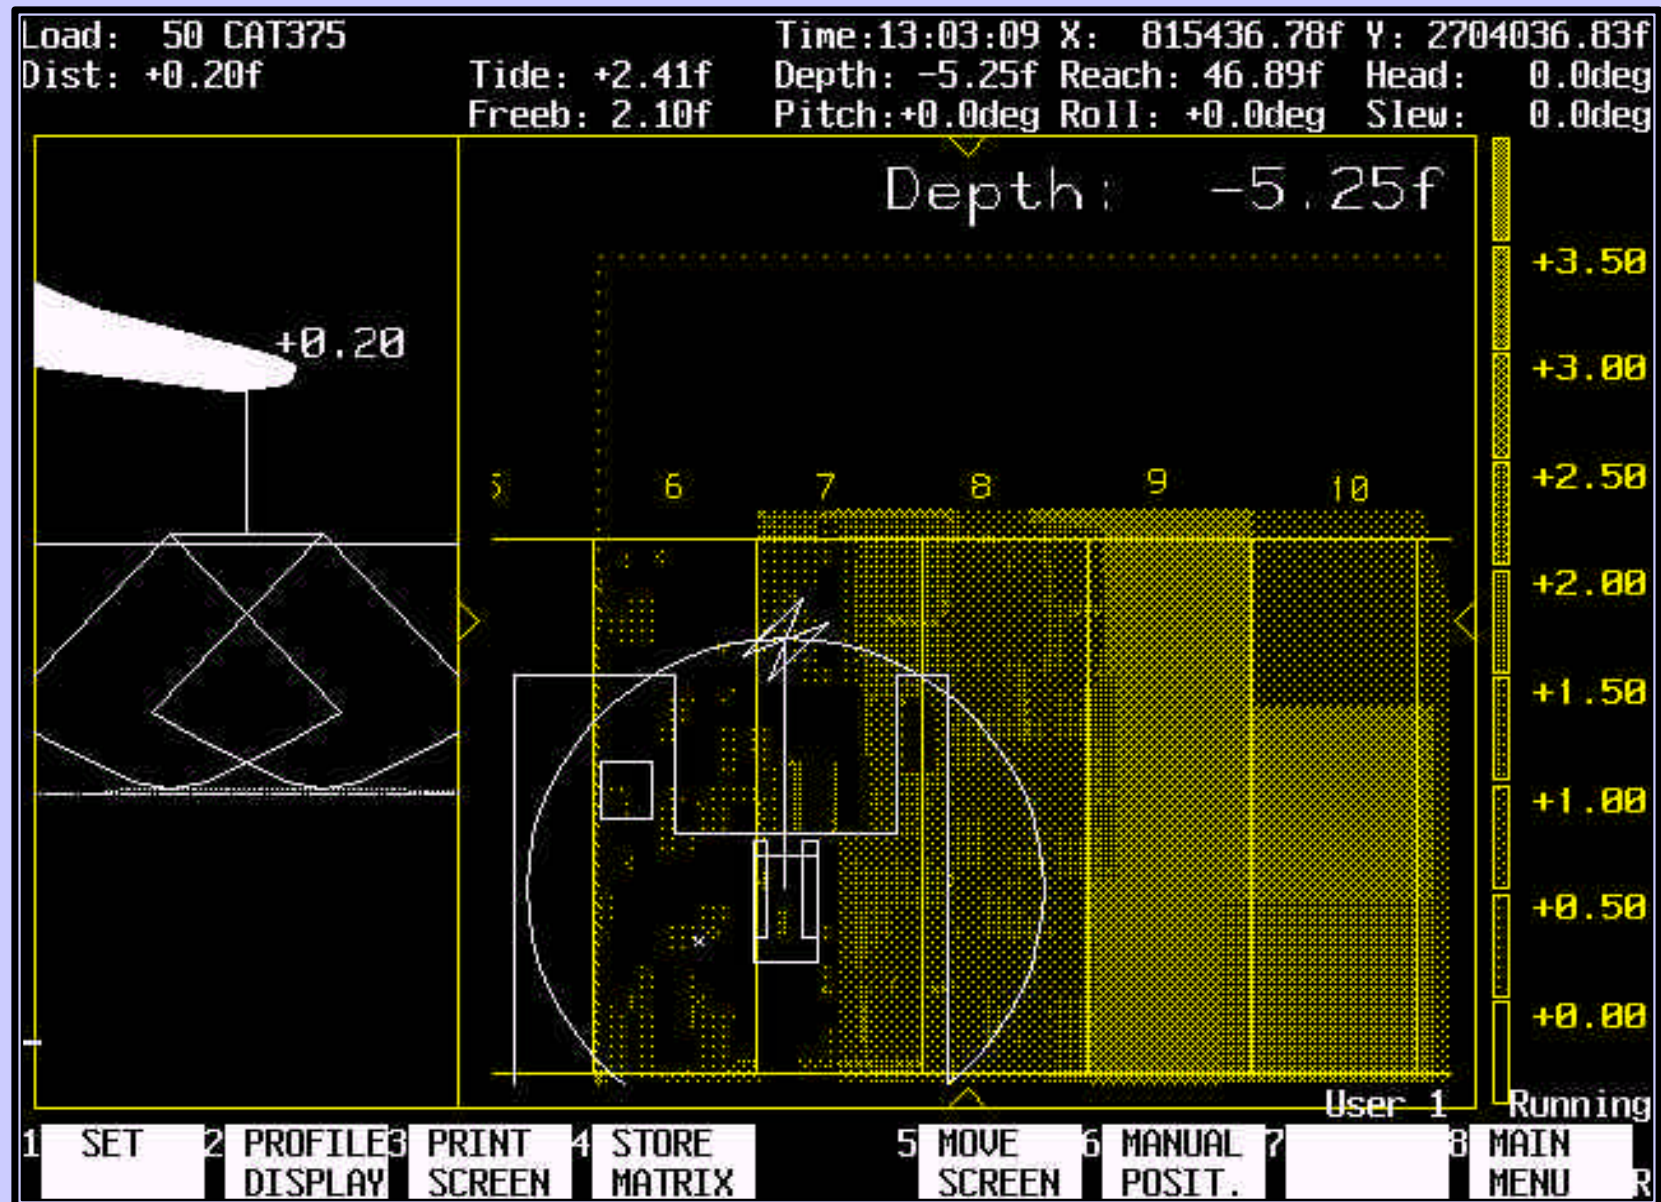 Load: 50 CAT375 Time:13:03:09 X: 815436.78f Y: 2704036.83f
Dist: +0.20f Tide: +2.41f Depth: -5.25f Reach: 46.89f Head: 0.0deg
Freeb: 2.10f Pitch:+0.0deg Roll: +0.0deg Slew: 0.0deg
Depth: -5.25f
+3.50
+0.20
+3.00
+2.50
5 6 7 8 9 10
+2.00
+1.50
+1.00
+0.50
+0.00
User 1 Running
1 SET 2 PROFILE 3 PRINT 4 STORE 5 MOVE 6 MANUAL 7 8 MAIN
DISPLAY SCREEN MATRIX SCREEN POSIT. MENU R